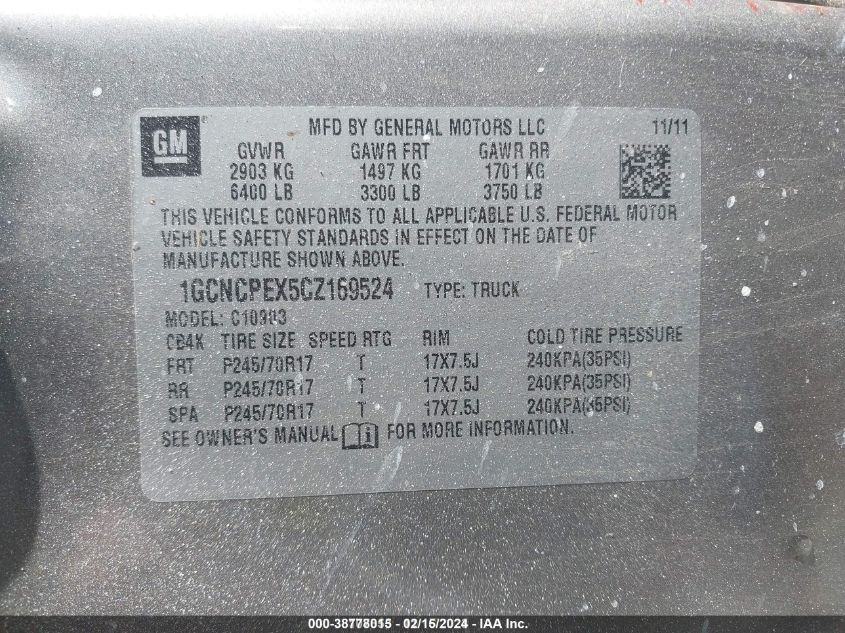 GM
MFD BY GENERAL MOTORS LLC 11/11
GVWR GAWR FRT GAWR RR
2903 KG 1497 KG 1701 KG
6400 LB 3300 LB 3750 LB
THIS VEHICLE CONFORMS TO ALL APPLICABLE U.S. FEDERAL MOTOR
VEHICLE SAFETY STANDARDS IN EFFECT ON THE DATE OF
MANUFACTURE SHOWN ABOVE.
1GCNCPEX5CZ169524 TYPE: TRUCK
MODEL: C10903
CB4K TIRE SIZE SPEED RTG RIM COLD TIRE PRESSURE
FRT P245/70R17 T 17X7.5J 240KPA(35PSI)
RR P245/70R17 T 17X7.5J 240KPA(35PSI)
SPA P245/70R17 T 17X7.5J 240KPA(35PSI)
SEE OWNER'S MANUAL FOR MORE INFORMATION.
000-38778015 - 02/15/2024 - IAA Inc.